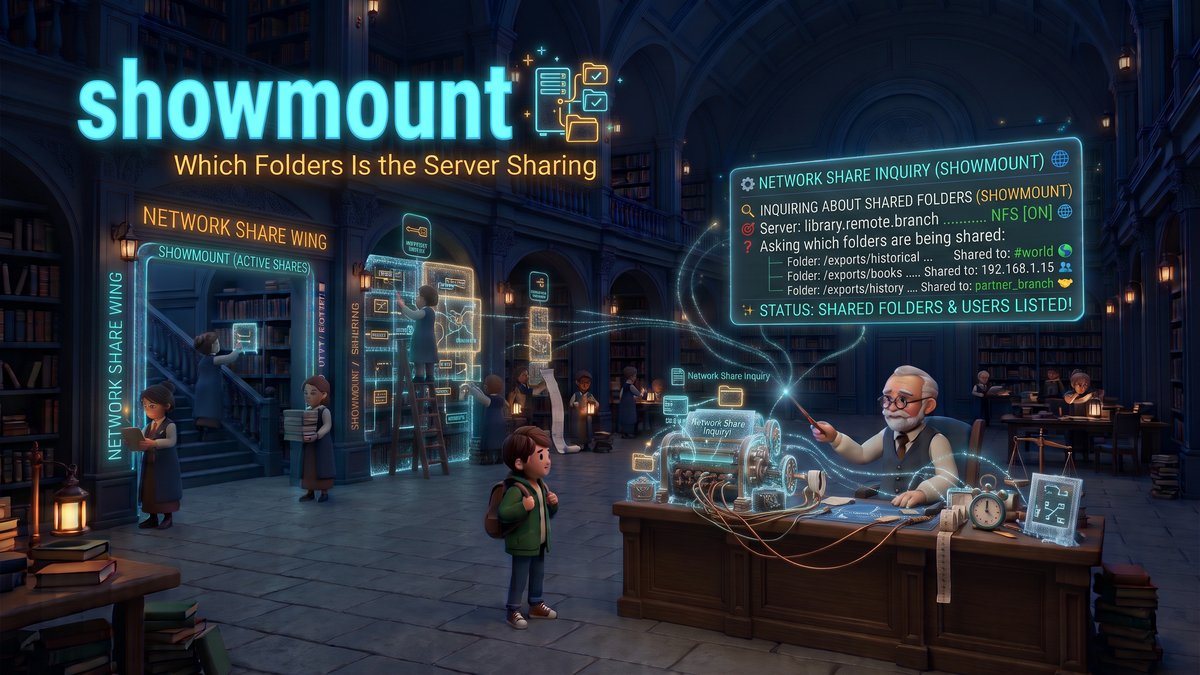 showmount
Which Folders Is the Server Sharing
NETWORK SHARE WING
SHOWMOUNT (ACTIVE SHARES)
NETWORK SHARE WING
SHOWMOUNT /
NETWORK SHARE INQUIRY (SHOWMOUNT)
INQUIRING ABOUT SHARED FOLDERS (SHOWMOUNT)
Server: library.remote.branch ........... NFS [ON]
Asking which folders are being shared:
Folder: /exports/historical ... Shared to: #world
Folder: /exports/books ..... Shared to: 192.168.1.15
Folder: /exports/history .... Shared to: partner_branch
STATUS: SHARED FOLDERS & USERS LISTED!
Network Share Inquiry
Network Share
Inquiry!